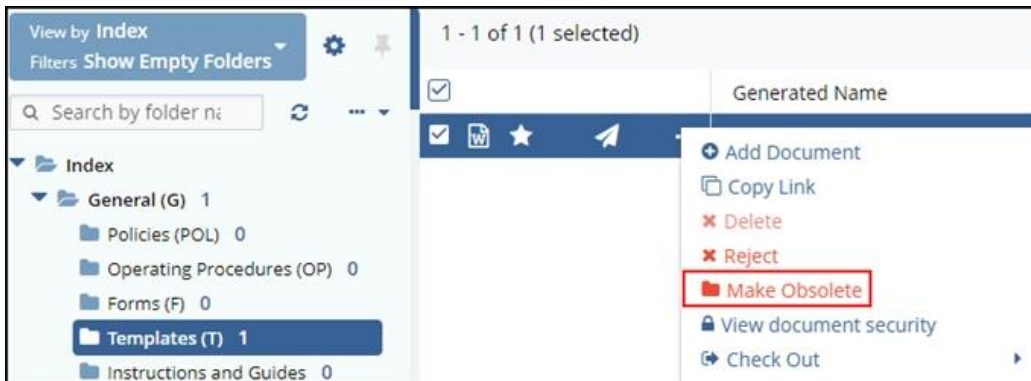 View by Index
Filters Show Empty Folders
Search by folder na
Index
General (G) 1
Policies (POL) 0
Operating Procedures (OP) 0
Forms (F) 0
Templates (T) 1
Instructions and Guides 0
1 - 1 of 1 (1 selected)
Generated Name
Add Document
Copy Link
Delete
Reject
Make Obsolete
View document security
Check Out